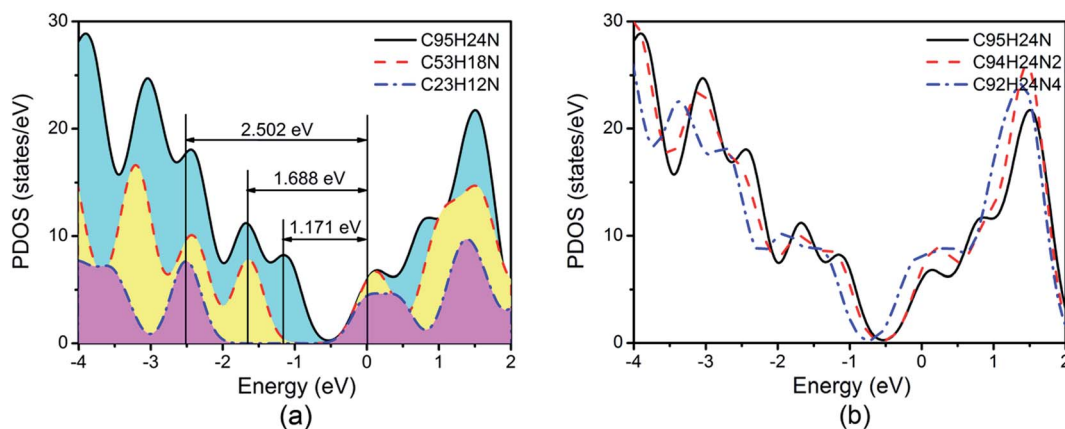 30
20
10
0
PDOS (states/eV)
C95H24N
C53H18N
C23H12N
2.502 eV
1.688 eV
1.171 eV
-4 -3 -2 -1 0 1 2
Energy (eV)
(a)
30
20
10
0
PDOS (states/eV)
C95H24N
C94H24N2
C92H24N4
-4 -3 -2 -1 0 1 2
Energy (eV)
(b)